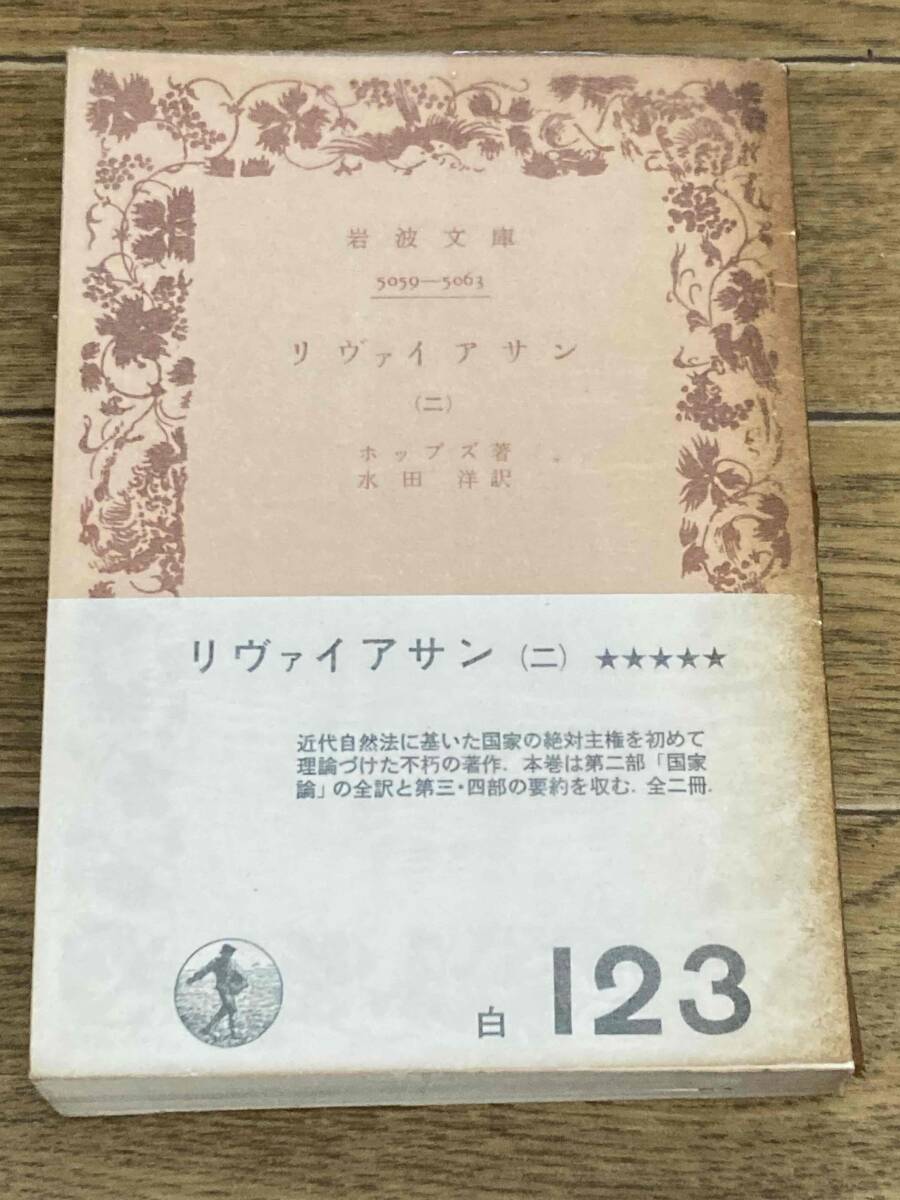 岩波文庫
5059—5063
リヴァイアサン
(二)
ホッブズ著
水田 洋訳
リヴァイアサン (二) ★★★★★
近代自然法に基いた国家の絶対主権を初めて
理論づけた不朽の著作. 本巻は第二部「国家
論」の全訳と第三・四部の要約を収む. 全二冊.
白 123